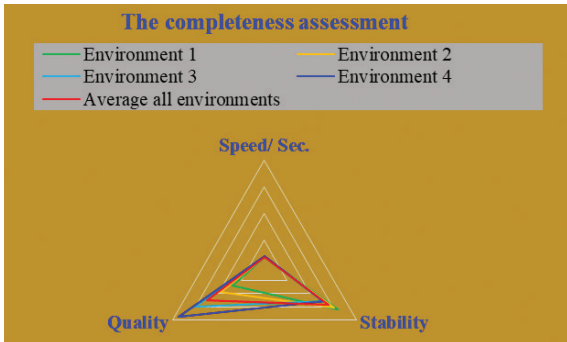 The completeness assessment
Environment 1
Environment 2
Environment 3
Environment 4
Average all environments
Speed/ Sec.
Quality
Stability